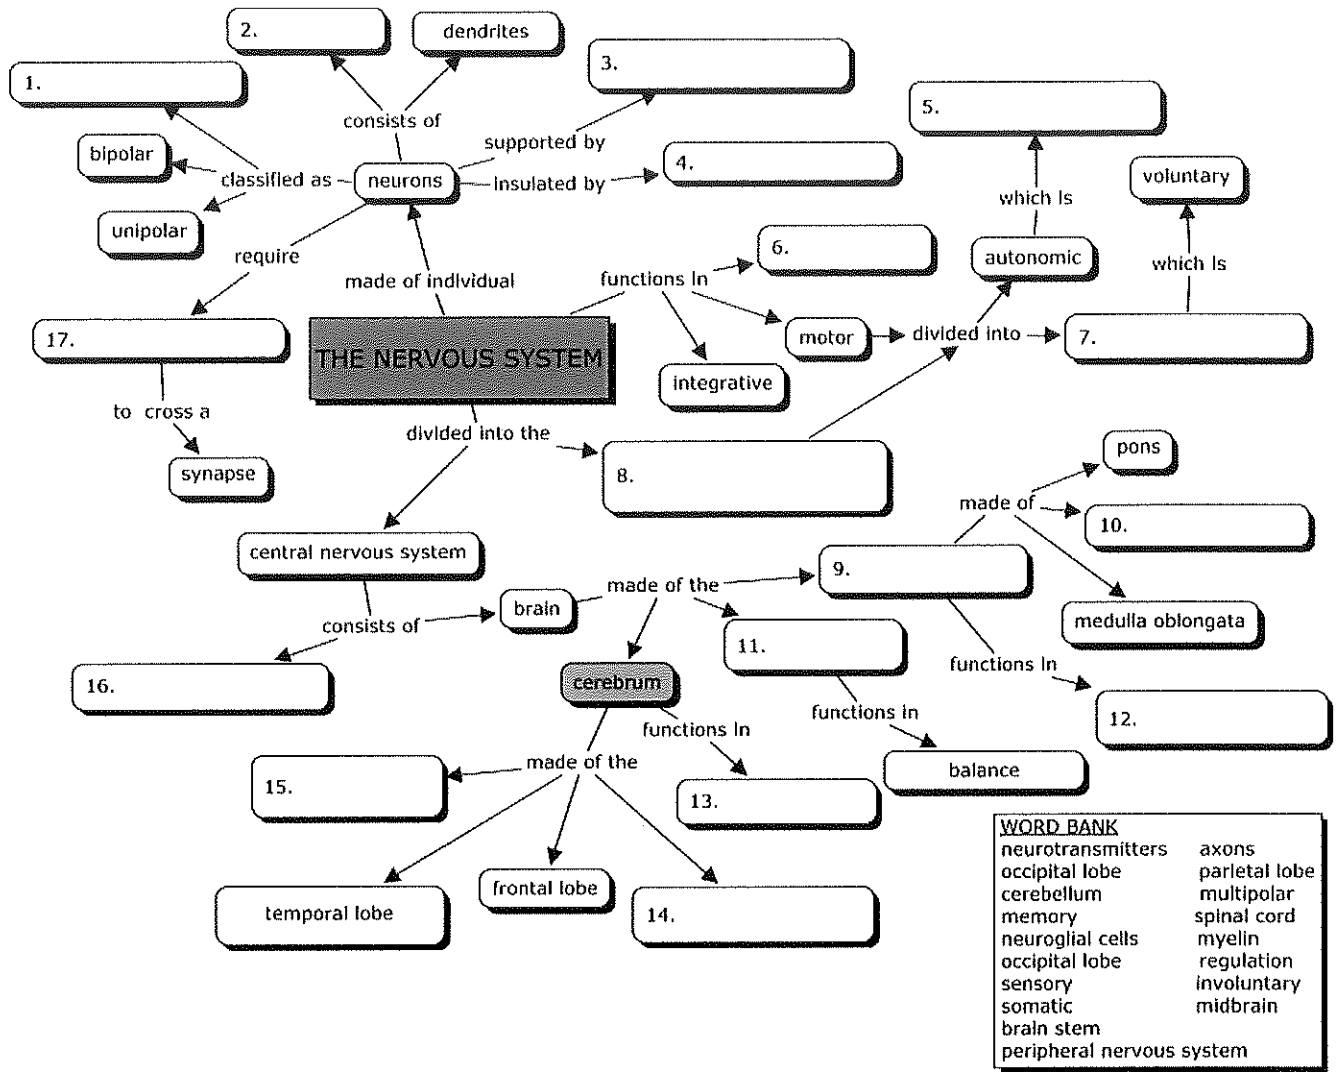 2.
dendrites
1.
3.
5.
consists of
supported by
bipolar
4.
classified as
neurons
Insulated by
voluntary
which Is
unipolar
require
6.
autonomic
functions In
which Is
made of individual
17.
THE NERVOUS SYSTEM
motor
divided into
7.
integrative
to cross a
divided into the
pons
synapse
8.
made of
10.
central nervous system
9.
brain
made of the
medulla oblongata
consists of
11.
functions In
16.
cerebrum
12.
functions in
functions In
made of the
balance
15.
13.
frontal lobe
temporal lobe
14.
WORD BANK
neurotransmitters axons
occipital lobe parietal lobe
cerebellum multipolar
memory spinal cord
neuroglial cells myelin
occipital lobe regulation
sensory involuntary
somatic midbrain
brain stem
peripheral nervous system